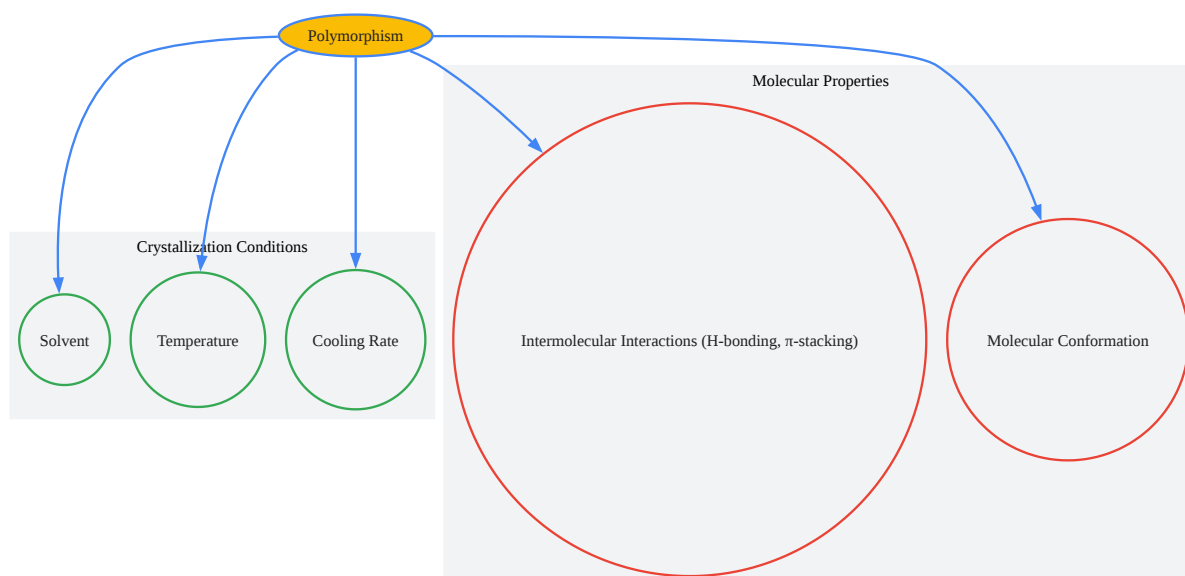 Polymorphism
Molecular Properties
Crystallization Conditions
Solvent
Temperature
Cooling Rate
Intermolecular Interactions (H-bonding, π-stacking)
Molecular Conformation